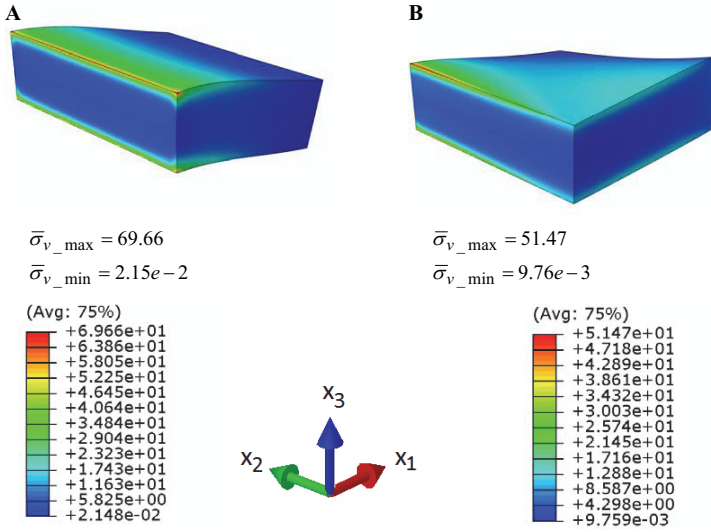 A
B
σ̄v_max = 69.66
σ̄v_min = 2.15e − 2
σ̄v_max = 51.47
σ̄v_min = 9.76e − 3
(Avg: 75%)
+6.966e+01
+6.386e+01
+5.805e+01
+5.225e+01
+4.645e+01
+4.064e+01
+3.484e+01
+2.904e+01
+2.323e+01
+1.743e+01
+1.163e+01
+5.825e+00
+2.148e-02
x3
x2
x1
(Avg: 75%)
+5.147e+01
+4.718e+01
+4.289e+01
+3.861e+01
+3.432e+01
+3.003e+01
+2.574e+01
+2.145e+01
+1.716e+01
+1.288e+01
+8.587e+00
+4.298e+00
+9.759e-03